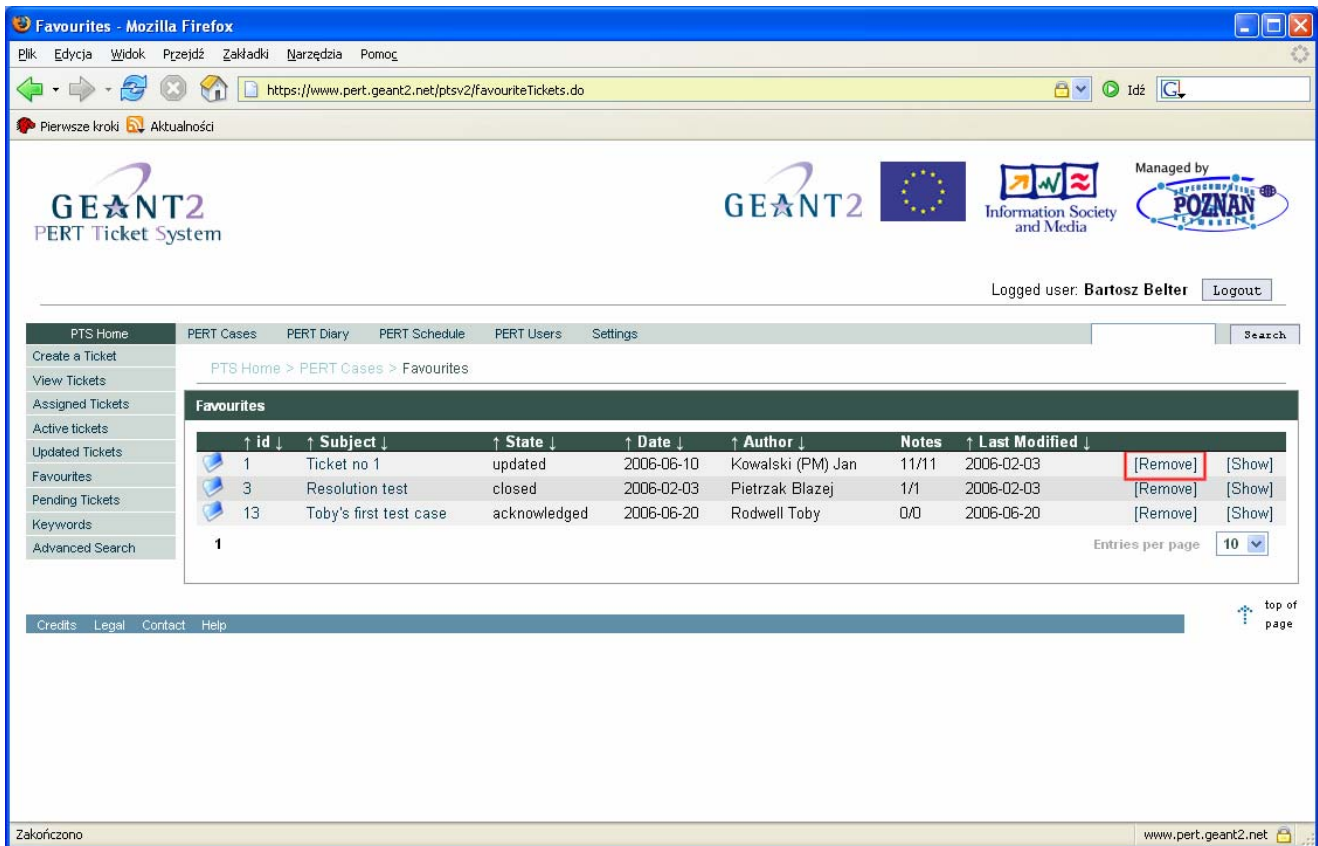 Favourites - Mozilla Firefox
Plik Edycja Widok Przejdź Zakładki Narzędzia Pomoc
https://www.pert.geant2.net/ptsv2/favouriteTickets.do Idź G
Pierwsze kroki Aktualności
GEANT2
PERT Ticket System
GEANT2
Information Society
and Media
Managed by
SUPERCOMPUTING
POZNAŃ
NETWORKING
Logged user: Bartosz Belter Logout
PTS Home PERT Cases PERT Diary PERT Schedule PERT Users Settings Search
Create a Ticket
View Tickets
Assigned Tickets
Active tickets
Updated Tickets
Favourites
Pending Tickets
Keywords
Advanced Search
PTS Home > PERT Cases > Favourites
Favourites
↑ id ↓ ↑ Subject ↓ ↑ State ↓ ↑ Date ↓ ↑ Author ↓ Notes ↑ Last Modified ↓
1 Ticket no 1 updated 2006-06-10 Kowalski (PM) Jan 11/11 2006-02-03 [Remove] [Show]
3 Resolution test closed 2006-02-03 Pietrzak Blazej 1/1 2006-02-03 [Remove] [Show]
13 Toby's first test case acknowledged 2006-06-20 Rodwell Toby 0/0 2006-06-20 [Remove] [Show]
1 Entries per page 10
top of
page
Credits Legal Contact Help
Zakończono www.pert.geant2.net